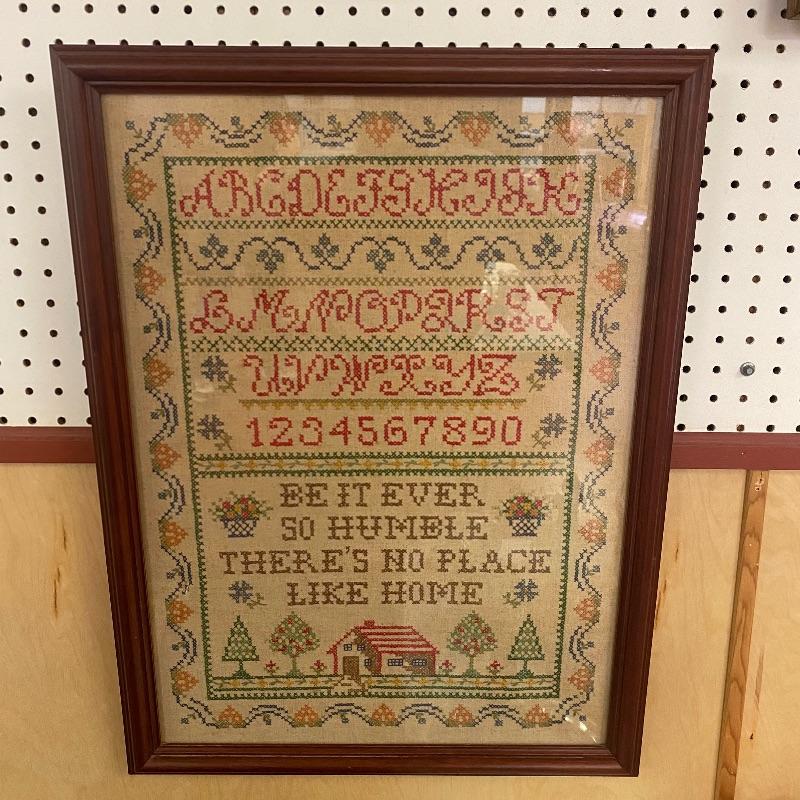 ABCDEFGHIJK
LMNOPQRST
UVWXYZ
1234567890
BE IT EVER
SO HUMBLE
THERE'S NO PLACE
LIKE HOME